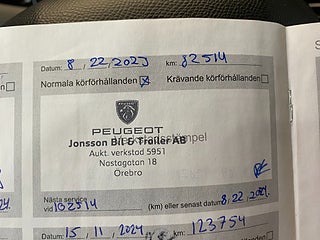 Datum: 8, 22, 2023 km: 82514
Normala körförhållanden Krävande körförhållanden
PEUGEOT
Jonsson Bil & Trailer AB
Aukt. verkstad 5951
Nastagatan 18
Örebro
Nästa service
vid 102514 (km) eller senast datum 8, 22, 2024.
Datum: 15, 11, 2024 km: 123754